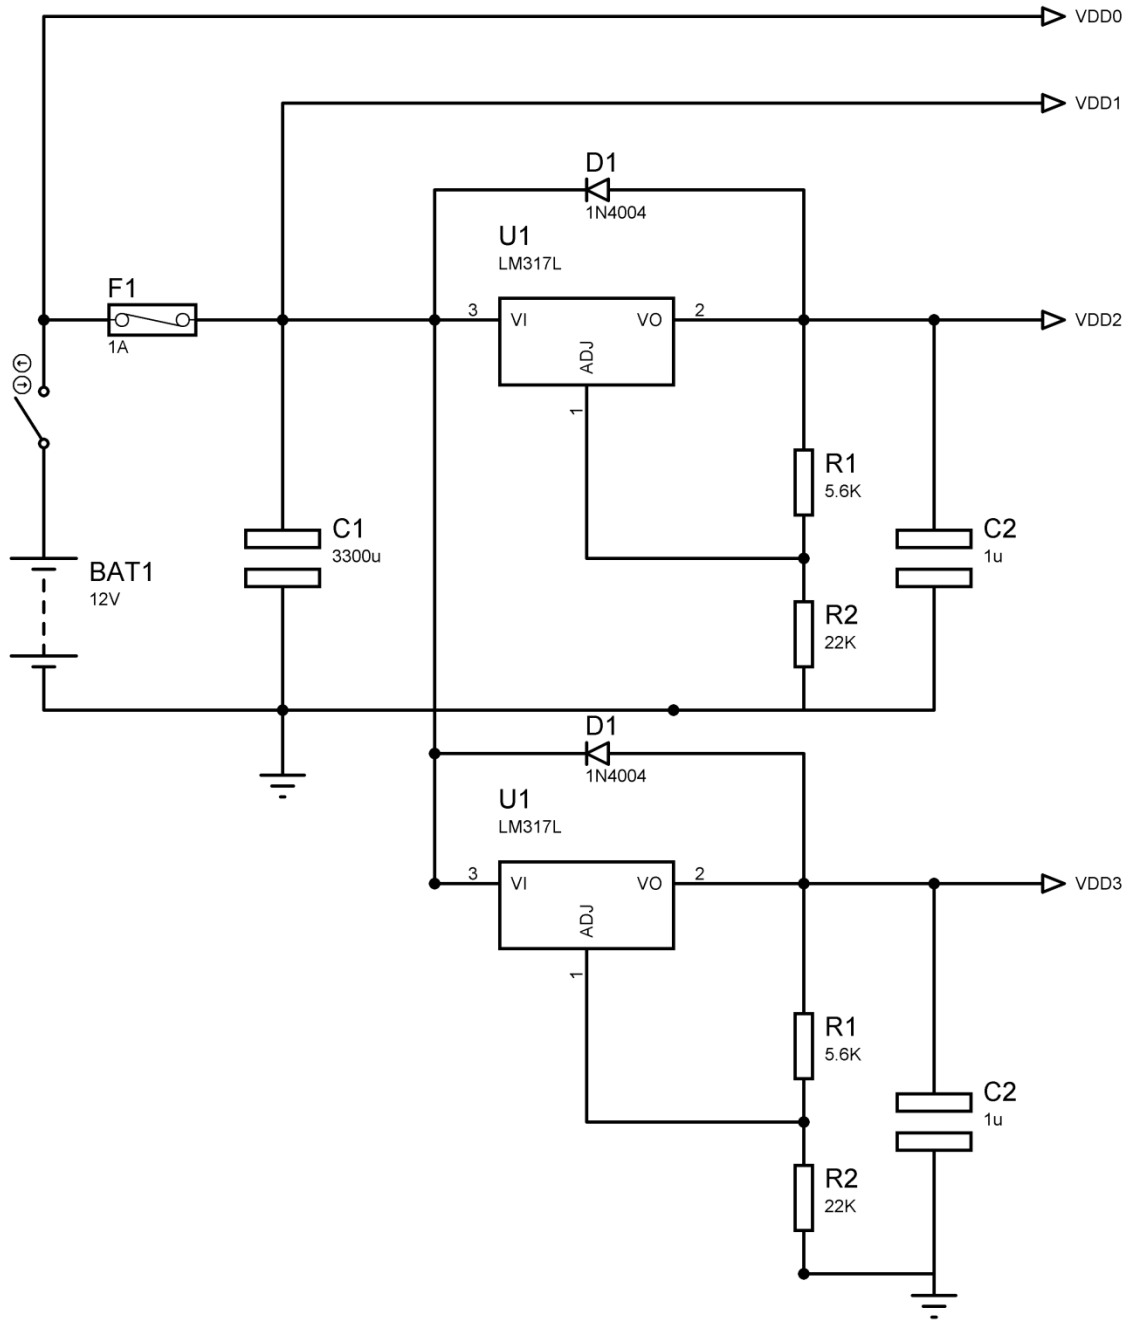 VDD0
VDD1
D1
1N4004
U1
LM317L
F1
1A
3
VI
VO
2
VDD2
ADJ
1
R1
5.6K
C1
3300u
C2
1u
BAT1
12V
R2
22K
D1
1N4004
U1
LM317L
3
VI
VO
2
VDD3
ADJ
1
R1
5.6K
C2
1u
R2
22K